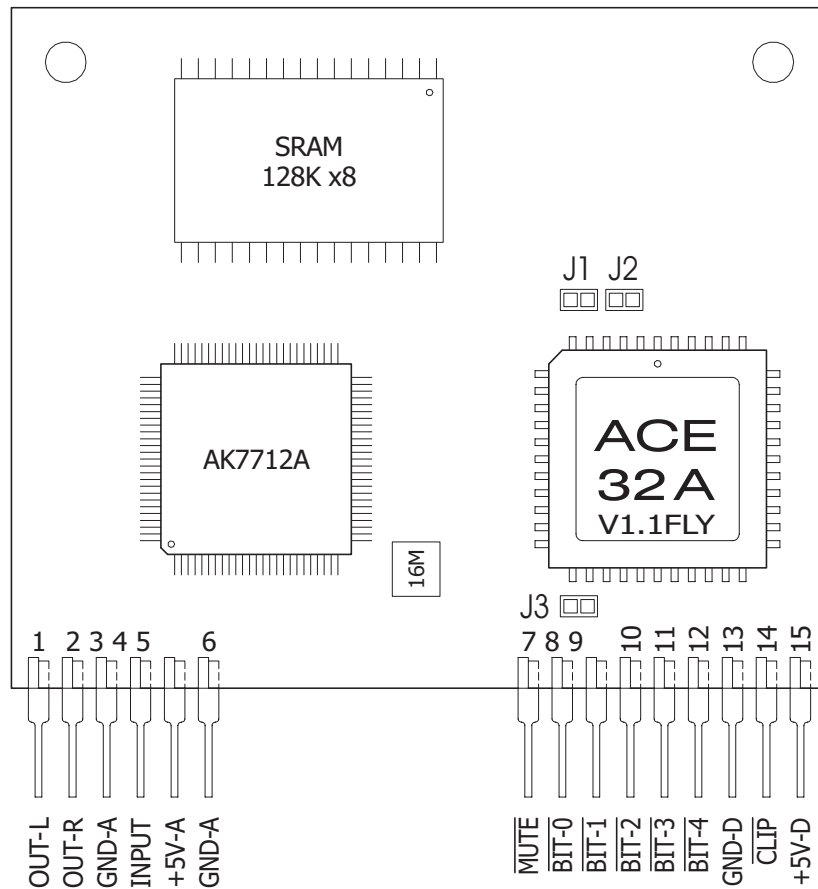 SRAM
128K x8
J1 J2
AK7712A
ACE
32A
V1.1FLY
16M
J3
1 2 3 4 5 6 7 8 9 10 11 12 13 14 15
OUT-L
OUT-R
GND-A
INPUT
+5V-A
GND-A
MUTE
BIT-0
BIT-1
BIT-2
BIT-3
BIT-4
GND-D
CLIP
+5V-D